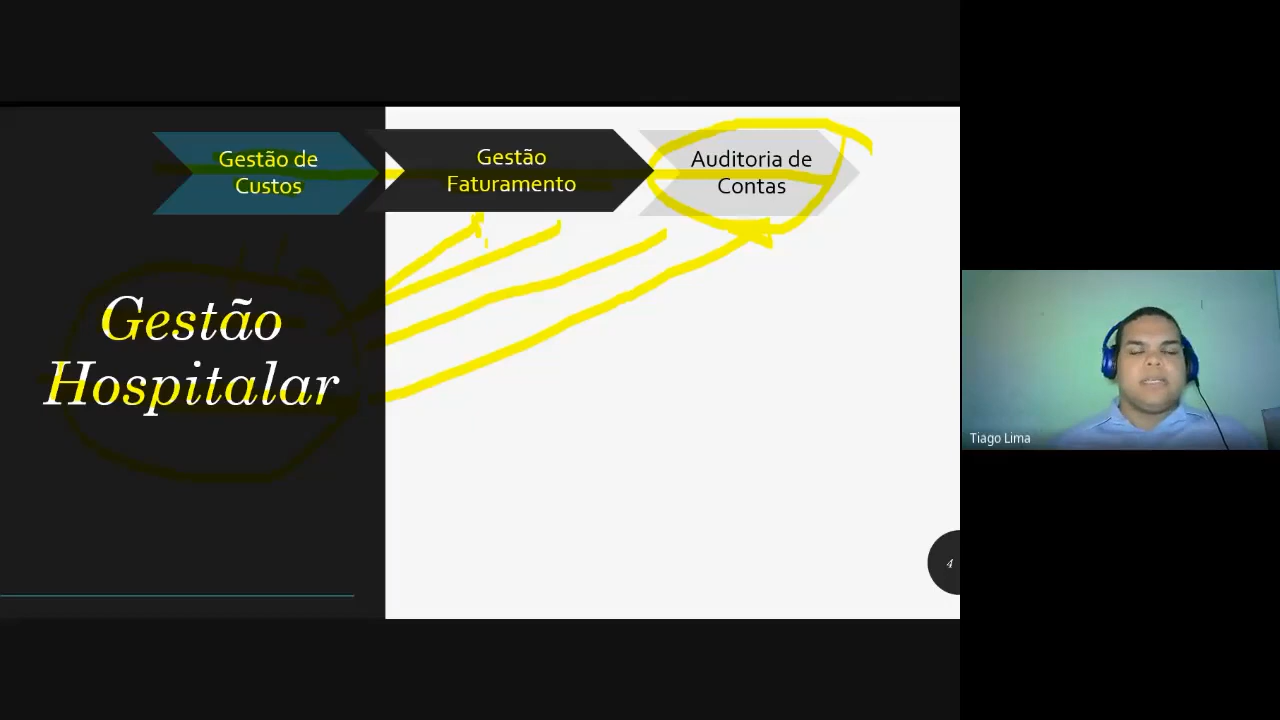 Gestão de
Custos
Gestão
Faturamento
Auditoria de
Contas
Gestão
Hospitalar
4
Tiago Lima